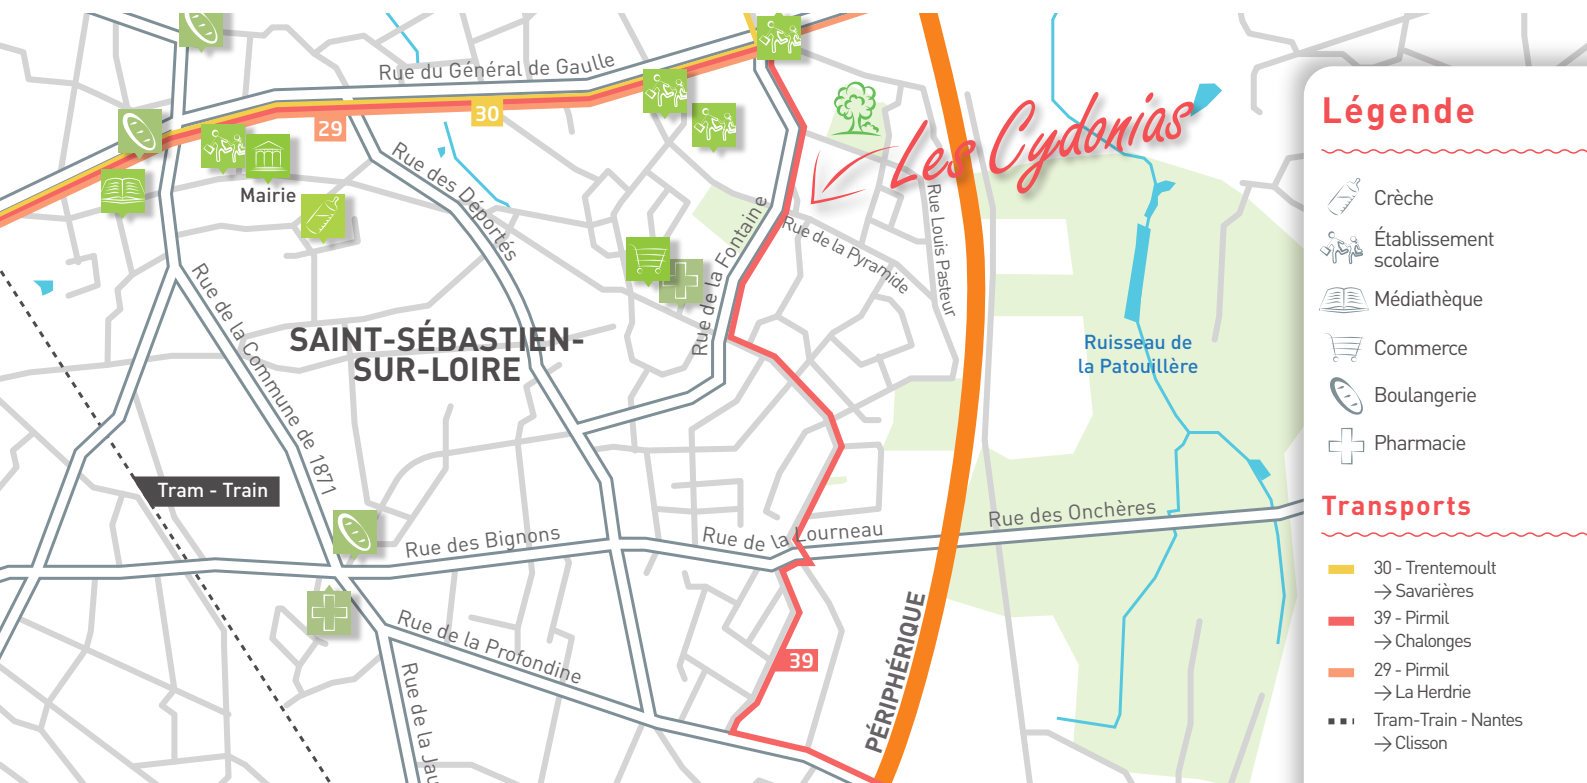 Rue du Général de Gaulle
30
29
Rue des Déportés
Mairie
Les Cydonias
Rue Louis Pasteur
Rue de la Fontaine
Rue de la Pyramide
Rue de la Commune de 1871
SAINT-SÉBASTIEN-
SUR-LOIRE
Ruisseau de
la Patouillère
Tram - Train
Rue des Bignons
Rue de la Lourneau
Rue des Onchères
Rue de la Profondine
39
PÉRIPHÉRIQUE
Rue de la Jau
Légende
Crèche
Établissement
scolaire
Médiathèque
Commerce
Boulangerie
Pharmacie
Transports
30 - Trentemoult
→ Savarières
39 - Pirmil
→ Chalonges
29 - Pirmil
→ La Herdrie
Tram-Train - Nantes
→ Clisson